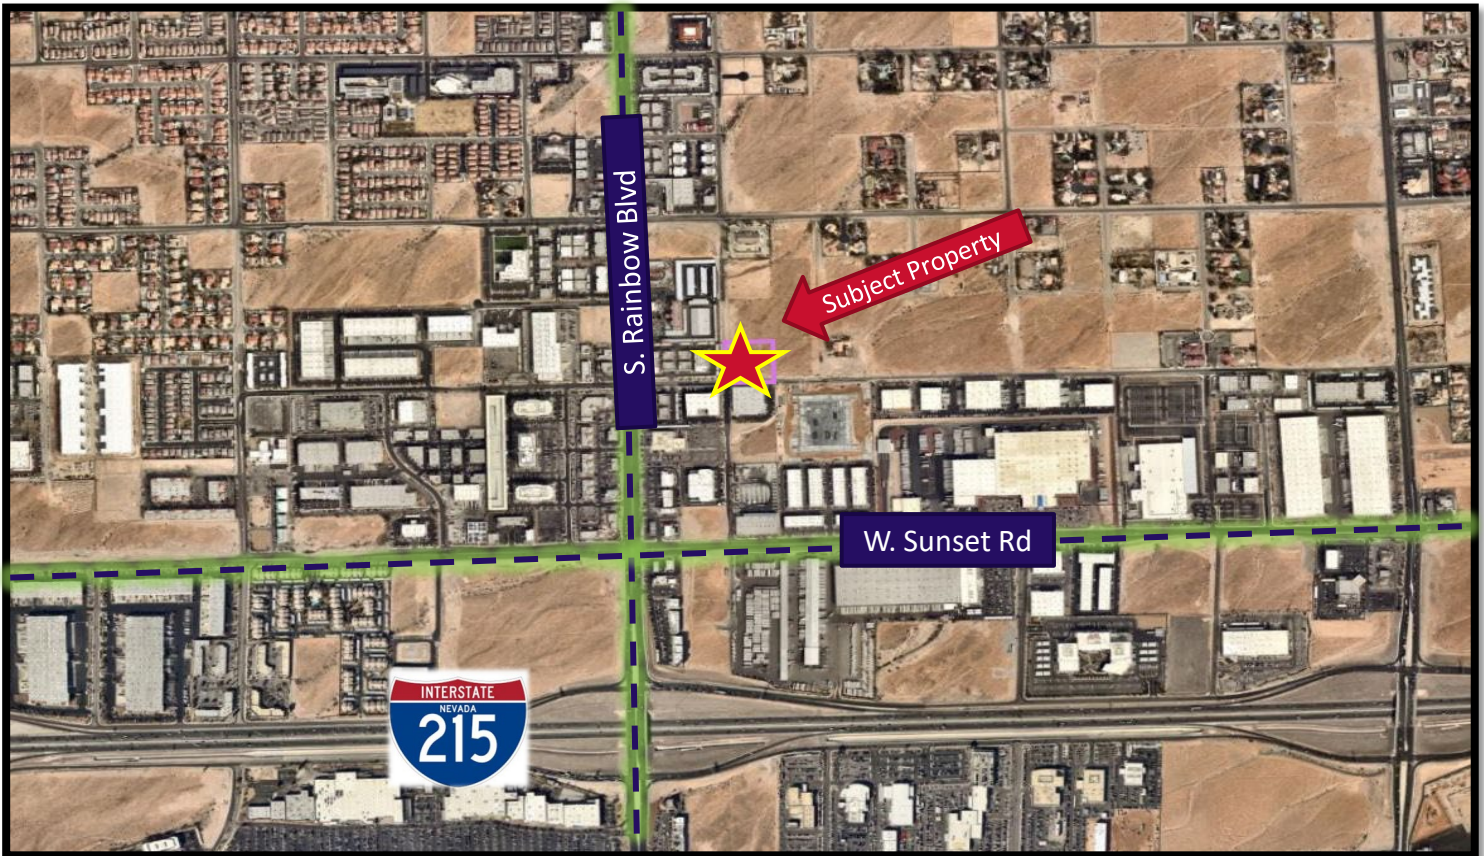 S. Rainbow Blvd
Subject Property
W. Sunset Rd
INTERSTATE
NEVADA
215